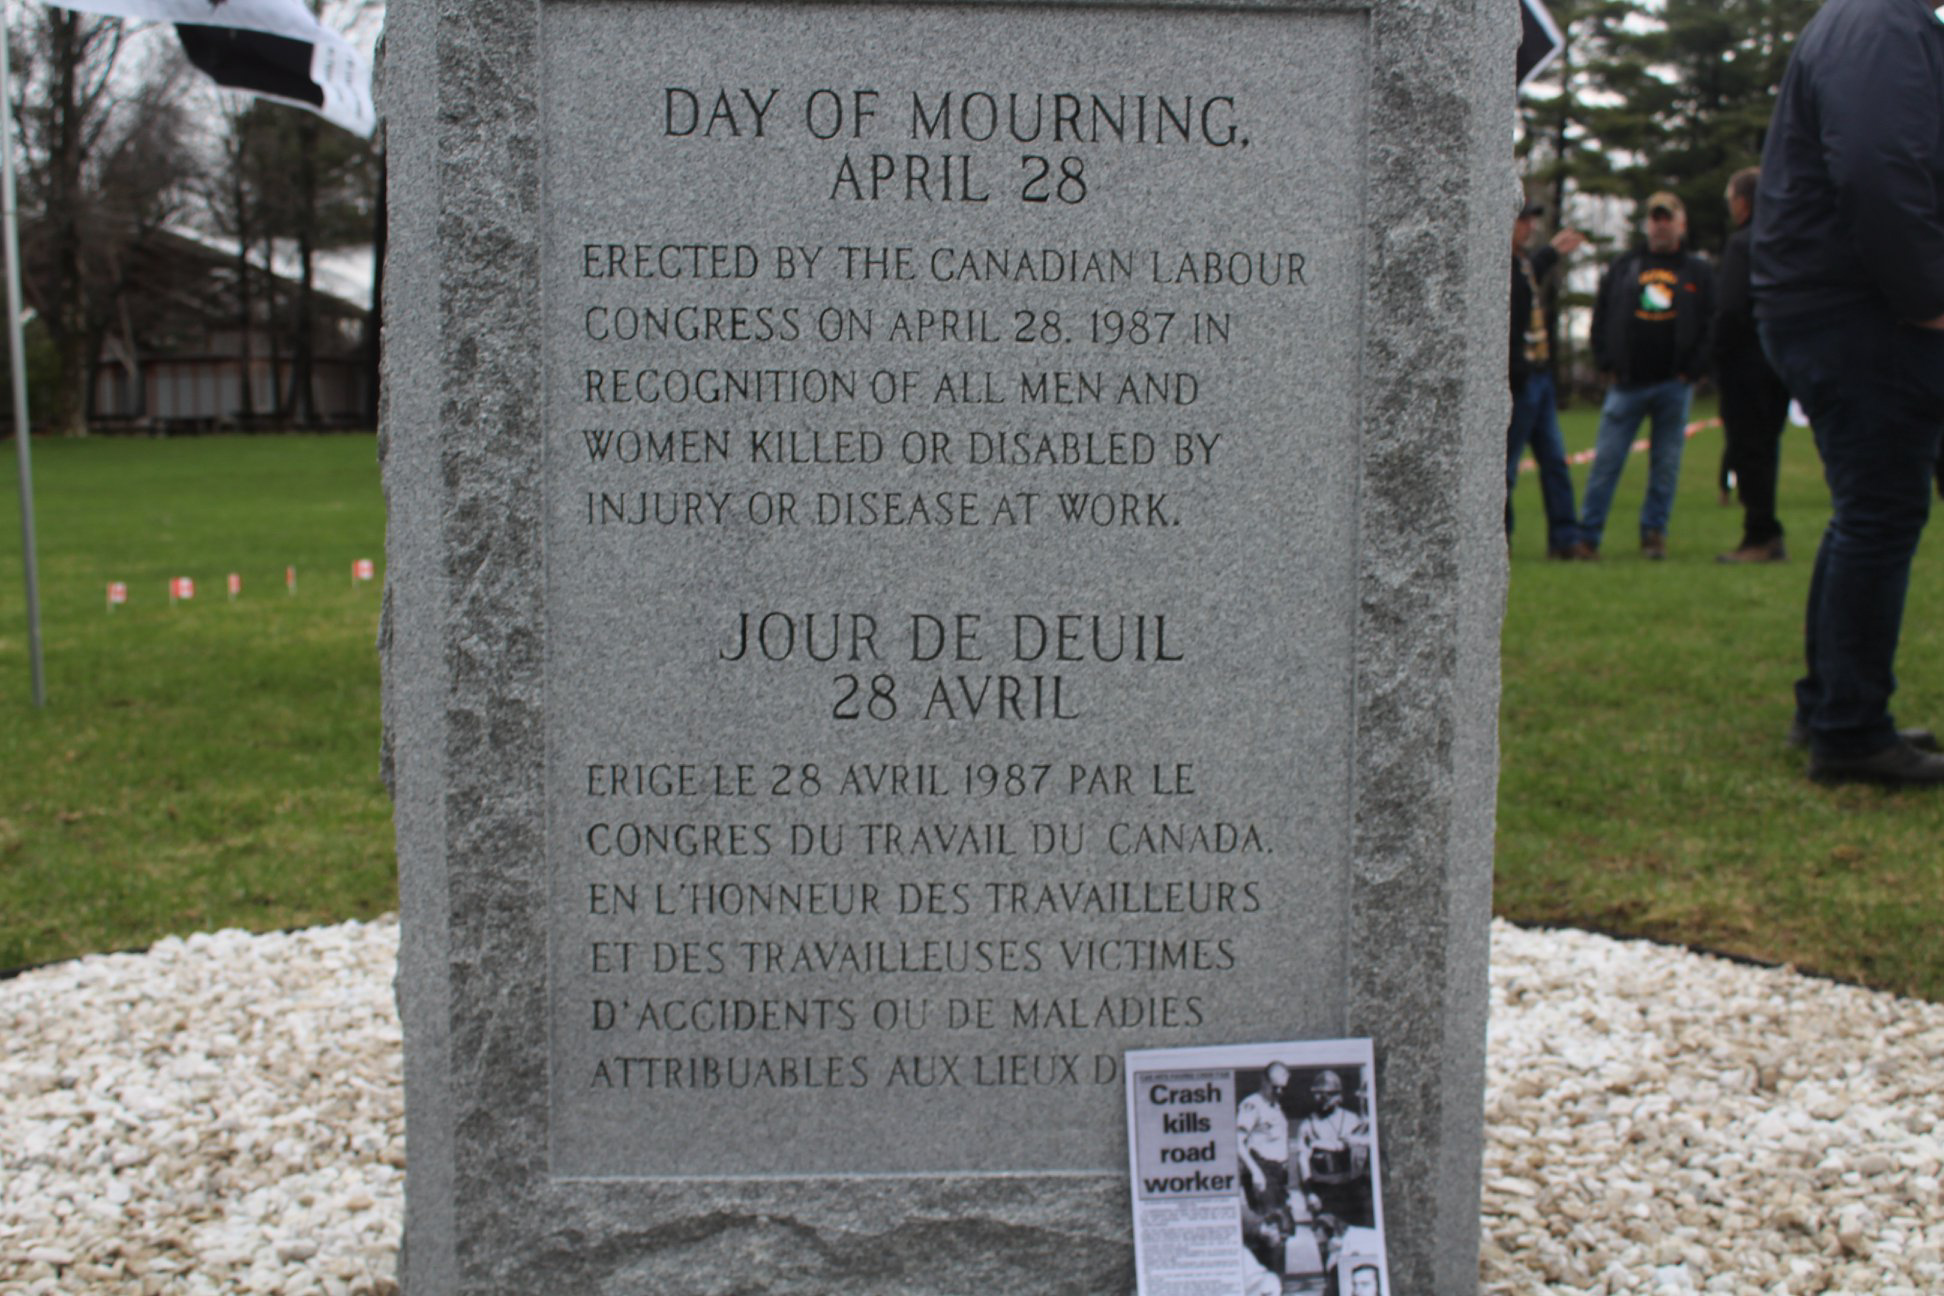 DAY OF MOURNING,
APRIL 28
ERECTED BY THE CANADIAN LABOUR
CONGRESS ON APRIL 28, 1987 IN
RECOGNITION OF ALL MEN AND
WOMEN KILLED OR DISABLED BY
INJURY OR DISEASE AT WORK.
JOUR DE DEUIL
28 AVRIL
ERIGE LE 28 AVRIL 1987 PAR LE
CONGRES DU TRAVAIL DU CANADA,
EN L'HONNEUR DES TRAVAILLEURS
ET DES TRAVAILLEUSES VICTIMES
D'ACCIDENTS OU DE MALADIES
ATTRIBUABLES AUX LIEUX
Crash
kills
road
worker